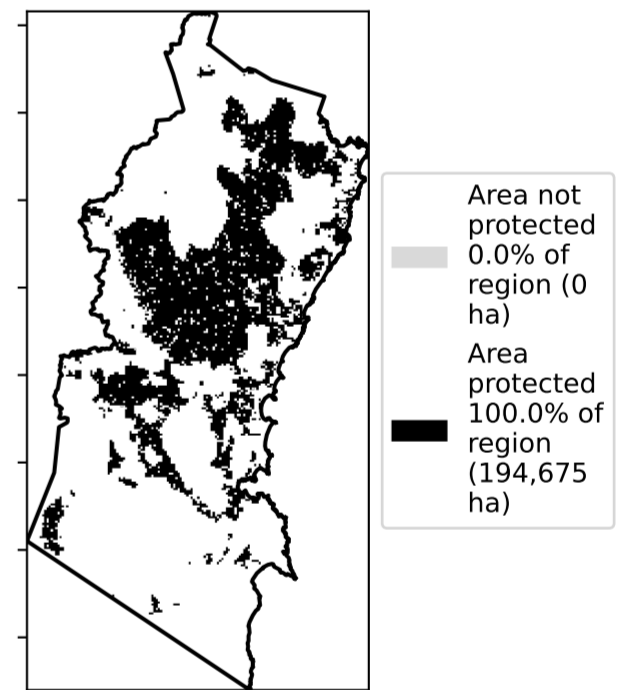 Area not
protected
0.0% of
region (0
ha)
Area
protected
100.0% of
region
(194,675
ha)